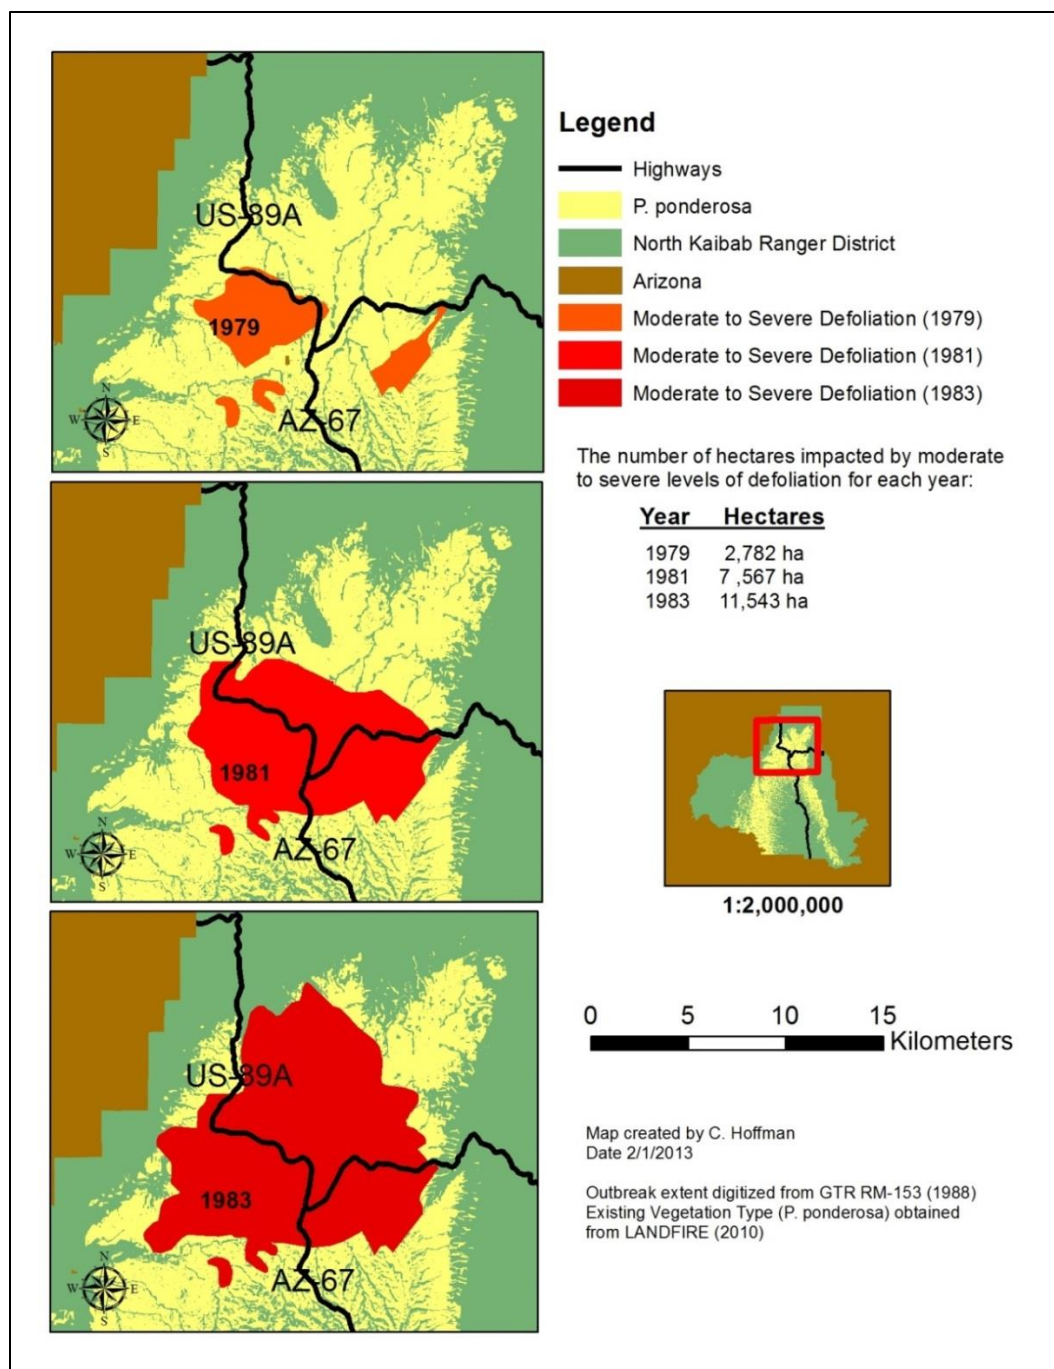 US-89A
1979
AZ-67
N
W
E
S
US-89A
1981
AZ-67
N
W
E
S
US-89A
1983
AZ-67
N
W
E
S
Legend
Highways
P. ponderosa
North Kaibab Ranger District
Arizona
Moderate to Severe Defoliation (1979)
Moderate to Severe Defoliation (1981)
Moderate to Severe Defoliation (1983)
The number of hectares impacted by moderate
to severe levels of defoliation for each year:
Year Hectares
1979 2,782 ha
1981 7 ,567 ha
1983 11,543 ha
1:2,000,000
0 5 10 15
Kilometers
Map created by C. Hoffman
Date 2/1/2013
Outbreak extent digitized from GTR RM-153 (1988)
Existing Vegetation Type (P. ponderosa) obtained
from LANDFIRE (2010)